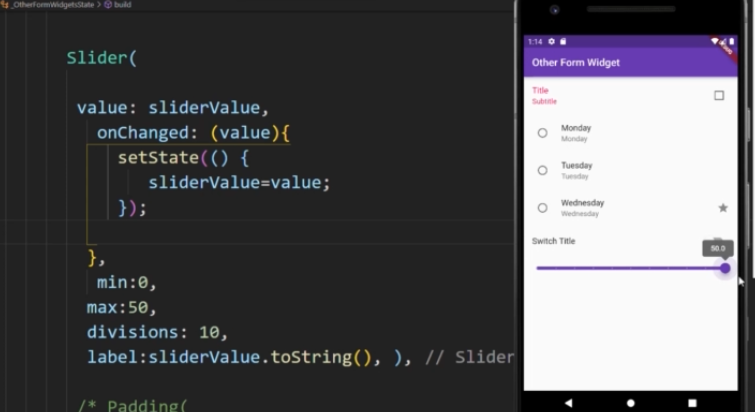 _OtherFormWidgetsState > build
Slider(
value: sliderValue,
onChanged: (value){
setState(() {
sliderValue=value;
});
},
min:0,
max:50,
divisions: 10,
label:sliderValue.toString(), ), // Slider
/* Padding(
1:14
Other Form Widget
Title
Subtitle
Monday
Monday
Tuesday
Tuesday
Wednesday
Wednesday
Switch Title
50.0